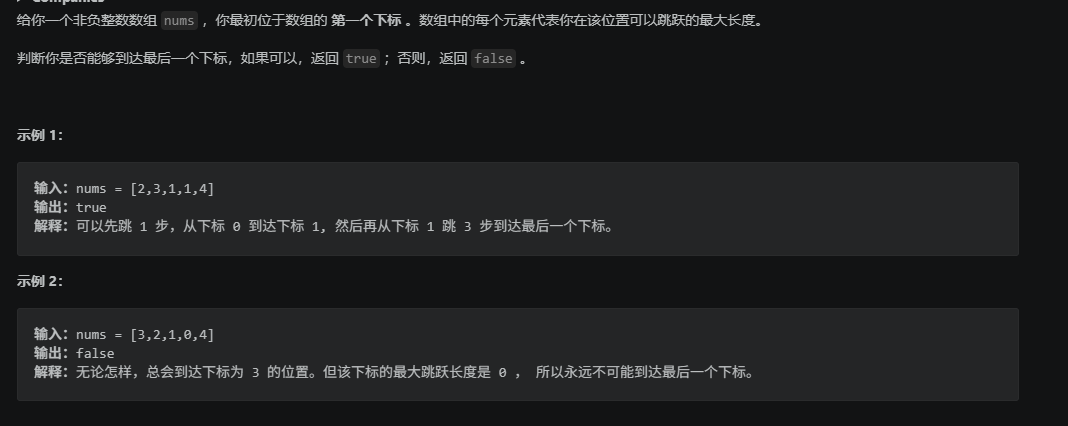 Companies
给你一个非负整数数组 nums ，你最初位于数组的 第一个下标 。数组中的每个元素代表你在该位置可以跳跃的最大长度。
判断你是否能够到达最后一个下标，如果可以，返回 true ；否则，返回 false 。
示例 1：
输入：nums = [2,3,1,1,4]
输出：true
解释：可以先跳 1 步，从下标 0 到达下标 1, 然后再从下标 1 跳 3 步到达最后一个下标。
示例 2：
输入：nums = [3,2,1,0,4]
输出：false
解释：无论怎样，总会到达下标为 3 的位置。但该下标的最大跳跃长度是 0 ， 所以永远不可能到达最后一个下标。